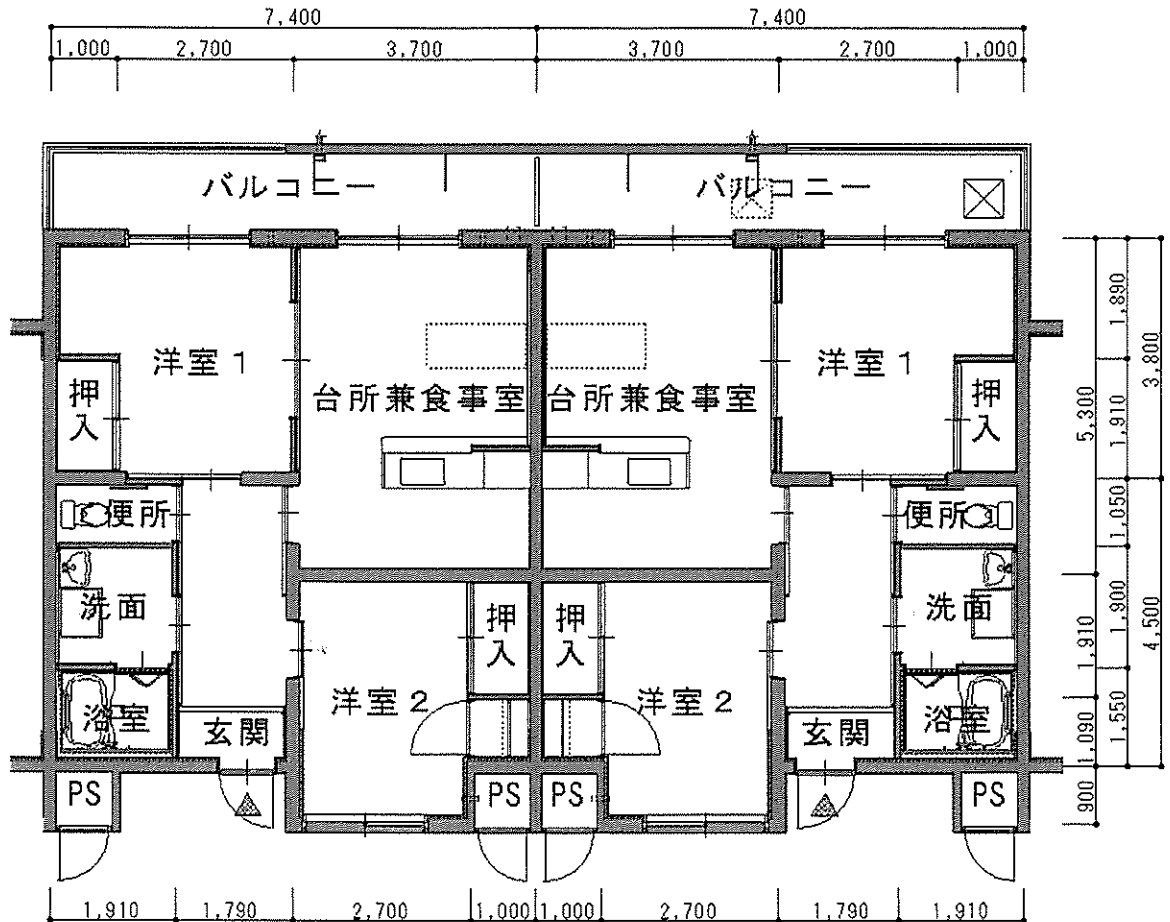 7,400 7,400
1,000 2,700 3,700 3,700 2,700 1,000
バルコニー バルコニー
洋室1 台所兼食事室 台所兼食事室 洋室1
押入 押入
便所 便所
洗面 押入 押入 洗面
浴室 玄関 洋室2 洋室2 玄関 浴室
PS PS PS PS
1,910 1,790 2,700 1,000 1,000 2,700 1,790 1,910
5,300 1,910 1,090 900
1,890 1,910 1,050 1,900 1,550
3,800 4,500